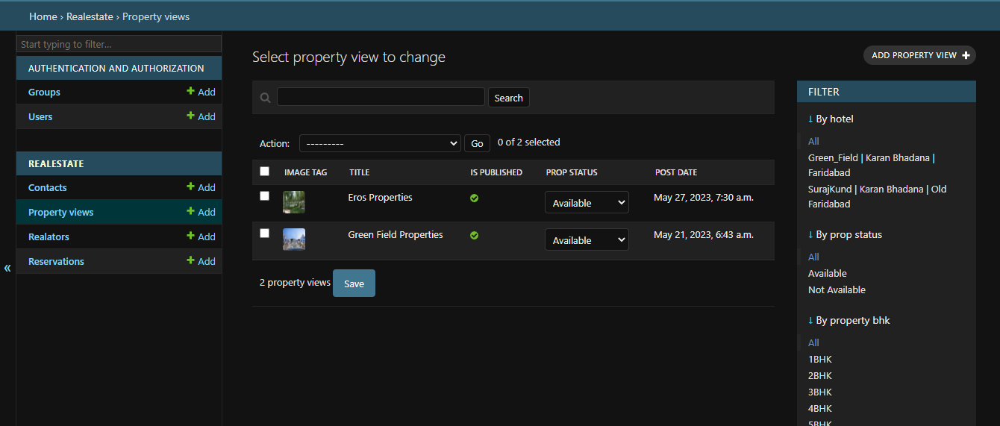 Home › Realestate › Property views
Start typing to filter...
AUTHENTICATION AND AUTHORIZATION
Groups + Add
Users + Add
REALESTATE
Contacts + Add
Property views + Add
Realators + Add
Reservations + Add
«
Select property view to change
ADD PROPERTY VIEW +
Search
Action: --------- Go 0 of 2 selected
IMAGE TAG TITLE IS PUBLISHED PROP STATUS POST DATE
Eros Properties Available May 27, 2023, 7:30 a.m.
Green Field Properties Available May 21, 2023, 6:43 a.m.
2 property views Save
FILTER
↓ By hotel
All
Green_Field | Karan Bhadana |
Faridabad
SurajKund | Karan Bhadana | Old
Faridabad
↓ By prop status
All
Available
Not Available
↓ By property bhk
All
1BHK
2BHK
3BHK
4BHK
5BHK